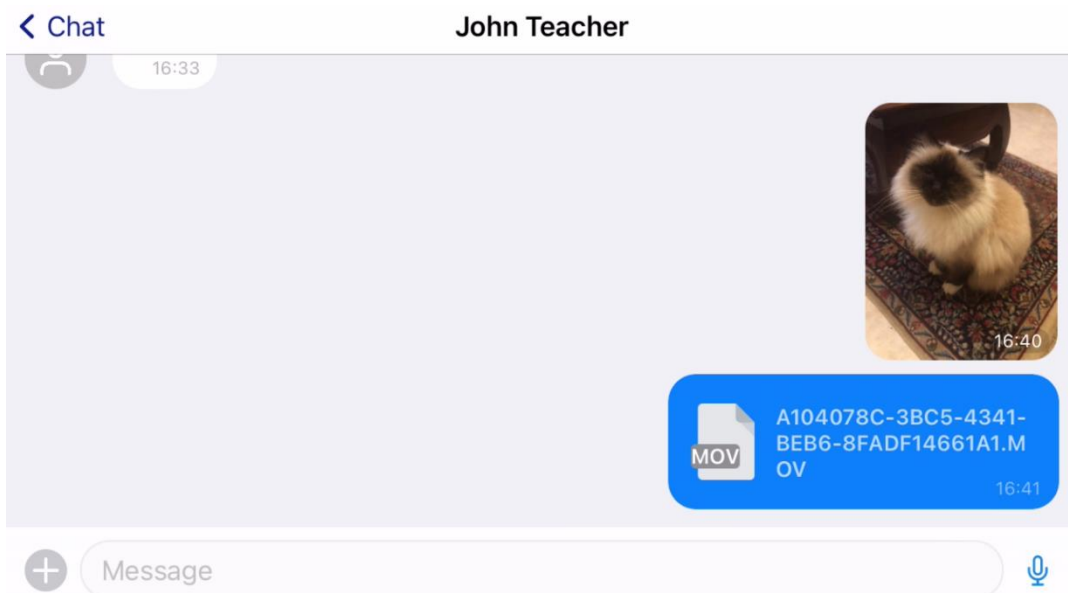 Chat
John Teacher
16:33
16:40
MOV
A104078C-3BC5-4341-
BEB6-8FADF14661A1.M
OV
16:41
Message